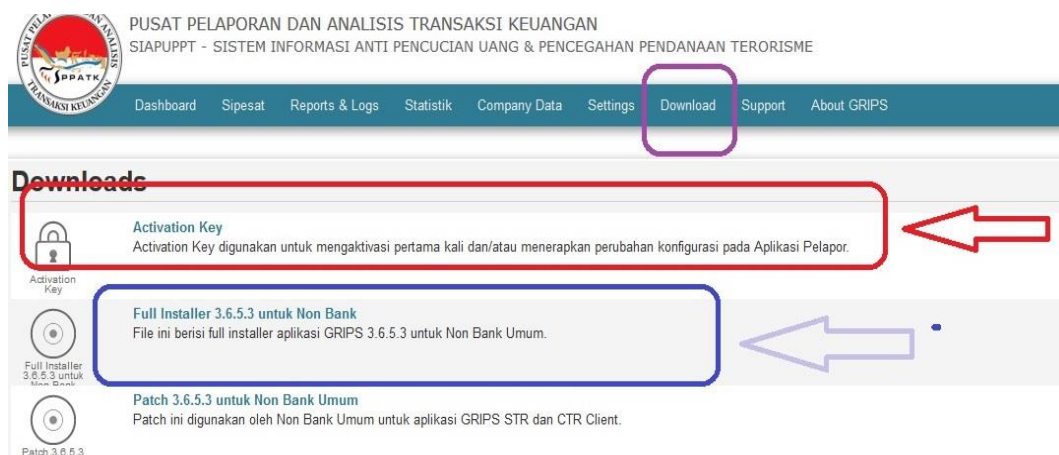 PUSAT PELAPORAN DAN ANALISIS TRANSAKSI KEUANGAN
SIAPUPPT - SISTEM INFORMASI ANTI PENCUCIAN UANG & PENCEGAHAN PENDANAAN TERORISME
PPATK
Dashboard Sipesat Reports & Logs Statistik Company Data Settings Download Support About GRIPS
Downloads
Activation Key
Activation Key digunakan untuk mengaktivasi pertama kali dan/atau menerapkan perubahan konfigurasi pada Aplikasi Pelapor.
Activation
Key
Full Installer 3.6.5.3 untuk Non Bank
File ini berisi full installer aplikasi GRIPS 3.6.5.3 untuk Non Bank Umum.
Full Installer
3.6.5.3 untuk
Non Bank
Patch 3.6.5.3 untuk Non Bank Umum
Patch ini digunakan oleh Non Bank Umum untuk aplikasi GRIPS STR dan CTR Client.
Patch 3.6.5.3